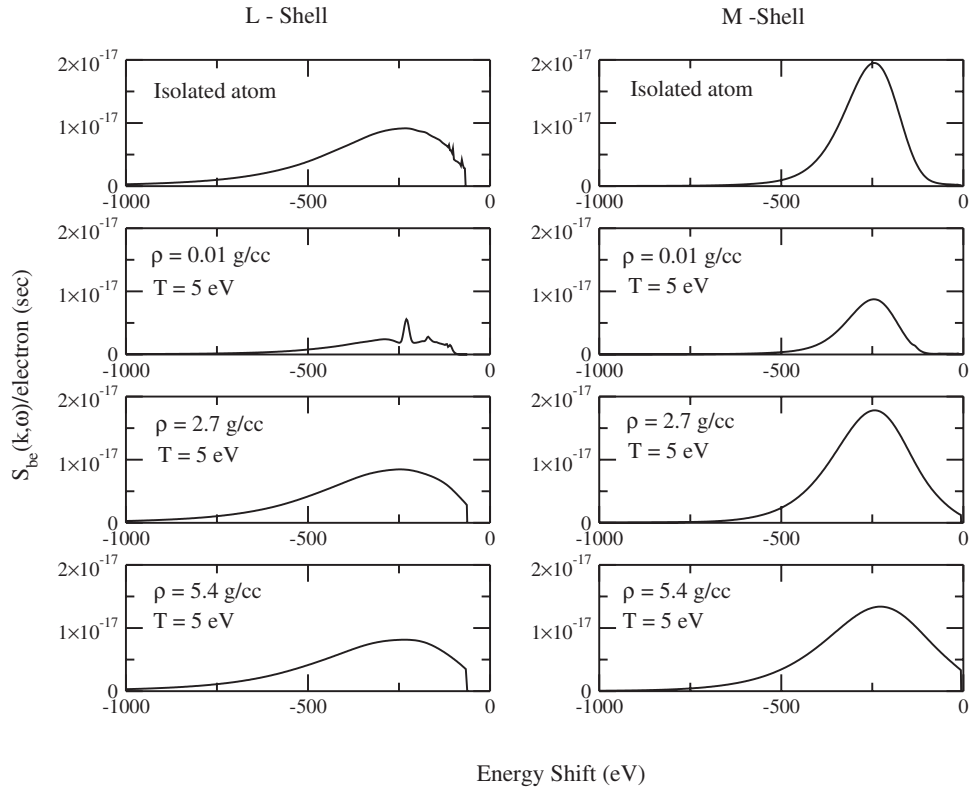 L - Shell
M -Shell
2×10⁻¹⁷
1×10⁻¹⁷
0
Isolated atom
-1000
-500
0
Isolated atom
2×10⁻¹⁷
1×10⁻¹⁷
0
-1000
-500
0
2×10⁻¹⁷
1×10⁻¹⁷
0
ρ = 0.01 g/cc
T = 5 eV
-1000
-500
0
2×10⁻¹⁷
1×10⁻¹⁷
0
ρ = 0.01 g/cc
T = 5 eV
-1000
-500
0
2×10⁻¹⁷
1×10⁻¹⁷
0
ρ = 2.7 g/cc
T = 5 eV
-1000
-500
0
2×10⁻¹⁷
1×10⁻¹⁷
0
ρ = 2.7 g/cc
T = 5 eV
-1000
-500
0
2×10⁻¹⁷
1×10⁻¹⁷
0
ρ = 5.4 g/cc
T = 5 eV
-1000
-500
0
2×10⁻¹⁷
1×10⁻¹⁷
0
ρ = 5.4 g/cc
T = 5 eV
-1000
-500
0
S_be(k,ω)/electron (sec)
Energy Shift (eV)